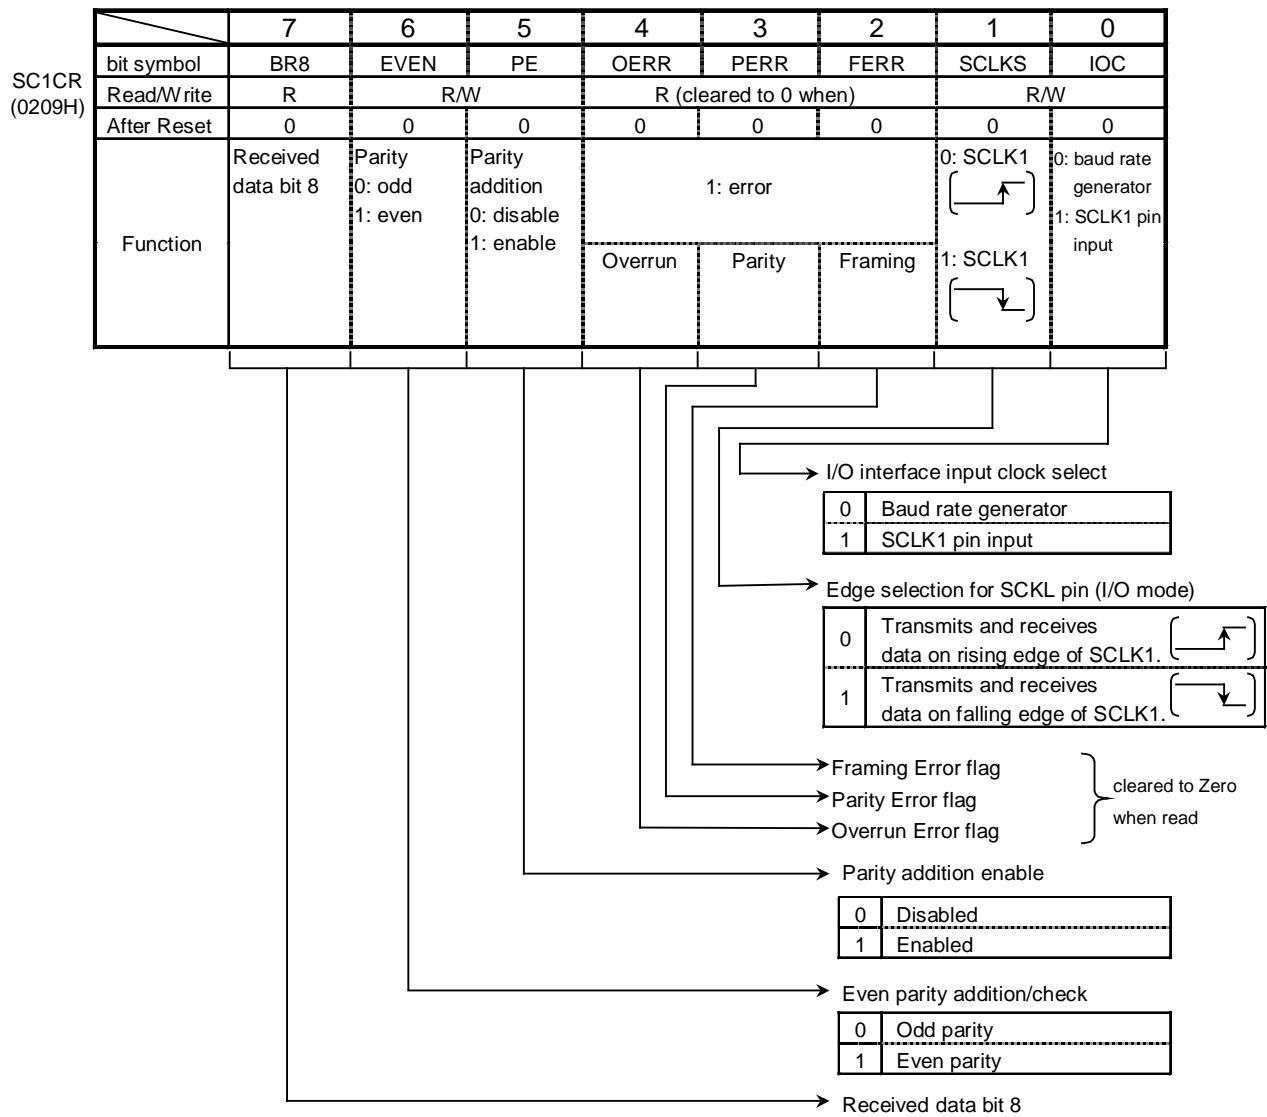 7 6 5 4 3 2 1 0
bit symbol BR8 EVEN PE OERR PERR FERR SCLKS IOC
SC1CR
(0209H)
Read/Write R R/W R (cleared to 0 when) R/W
After Reset 0 0 0 0 0 0 0 0
Function
Received
data bit 8
Parity
0: odd
1: even
Parity
addition
0: disable
1: enable
1: error
Overrun Parity Framing
0: SCLK1
1: SCLK1
0: baud rate
generator
1: SCLK1 pin
input
I/O interface input clock select
0 Baud rate generator
1 SCLK1 pin input
Edge selection for SCKL pin (I/O mode)
0 Transmits and receives
data on rising edge of SCLK1.
1 Transmits and receives
data on falling edge of SCLK1.
Framing Error flag
Parity Error flag
Overrun Error flag
cleared to Zero
when read
Parity addition enable
0 Disabled
1 Enabled
Even parity addition/check
0 Odd parity
1 Even parity
Received data bit 8